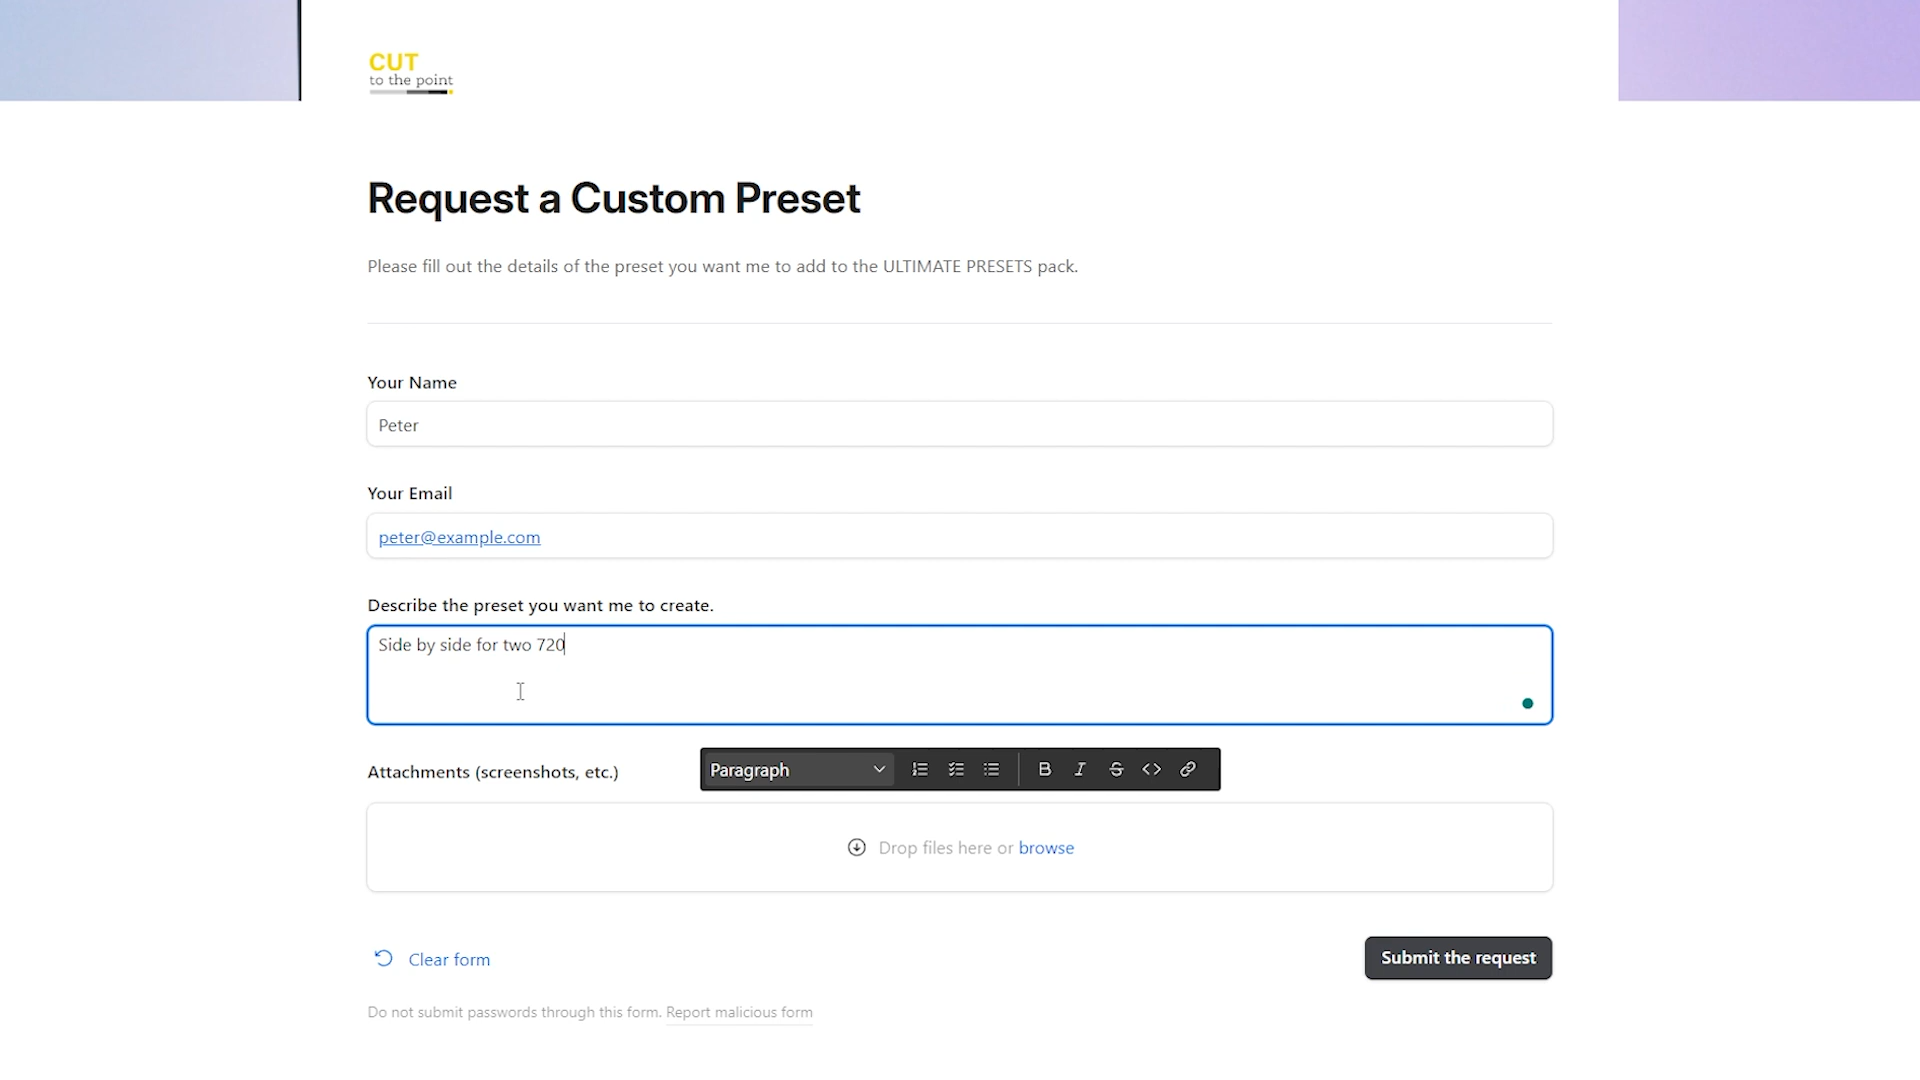 CUT
to the point
Request a Custom Preset
Please fill out the details of the preset you want me to add to the ULTIMATE PRESETS pack.
Your Name
Peter
Your Email
peter@example.com
Describe the preset you want me to create.
Side by side for two 720
Attachments (screenshots, etc.)
Paragraph
Drop files here or browse
Clear form
Submit the request
Do not submit passwords through this form. Report malicious form